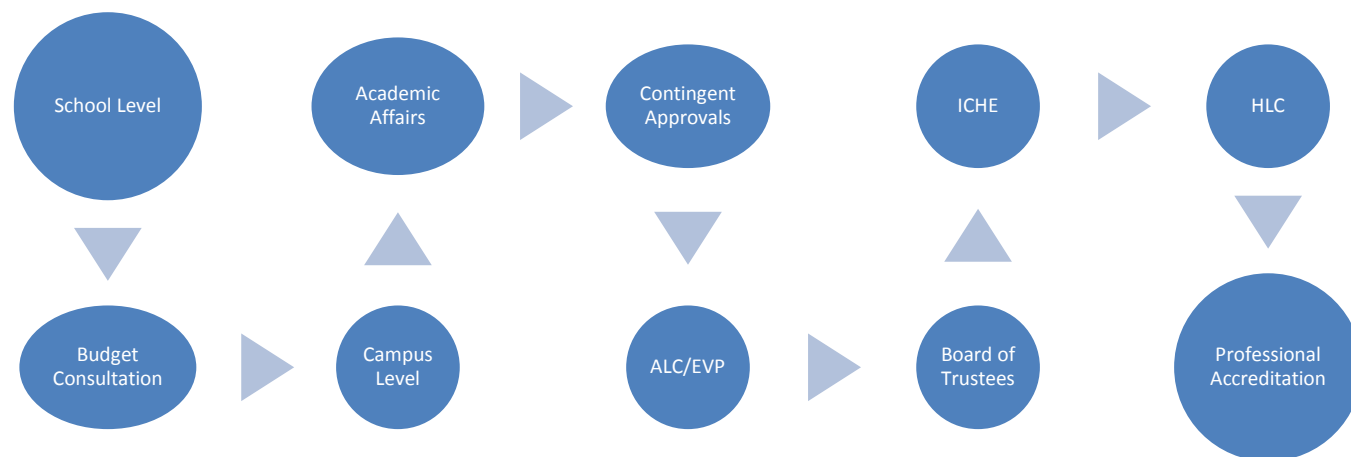 School Level
Budget
Consultation
Campus
Level
Academic
Affairs
Contingent
Approvals
ALC/EVP
Board of
Trustees
ICHE
HLC
Professional
Accreditation